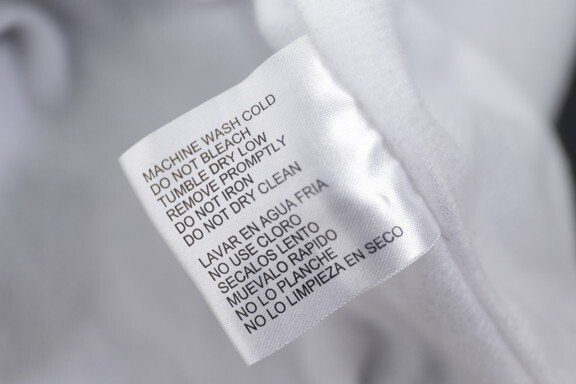 MACHINE WASH COLD
DO NOT BLEACH
TUMBLE DRY LOW
REMOVE PROMPTLY
DO NOT IRON
DO NOT DRY CLEAN
LAVAR EN AGUA FRIA
NO USE CLORO
SECALOS LENTO
MUEVALO RAPIDO
NO LO PLANCHE
NO LO LIMPIEZA EN SECO